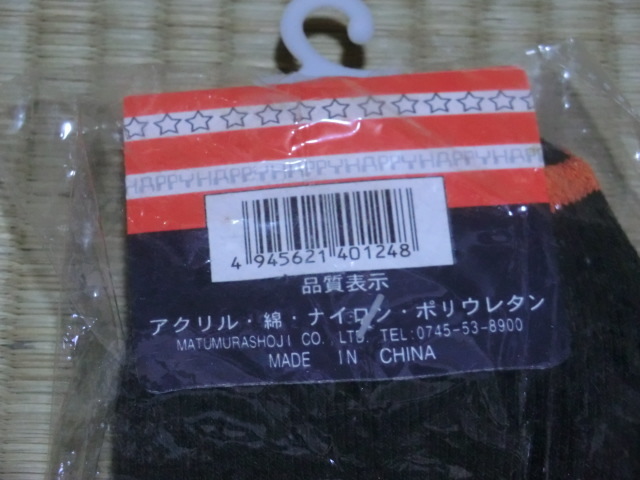 HAPPYHAPPYHAPPYHAPPYHAPPYHAPPYHAM
4 945621 401248
品質表示
アクリル・綿・ナイロン・ポリウレタン
MATUMURASHOJI CO., LTD. TEL:0745-53-8900
MADE IN CHINA